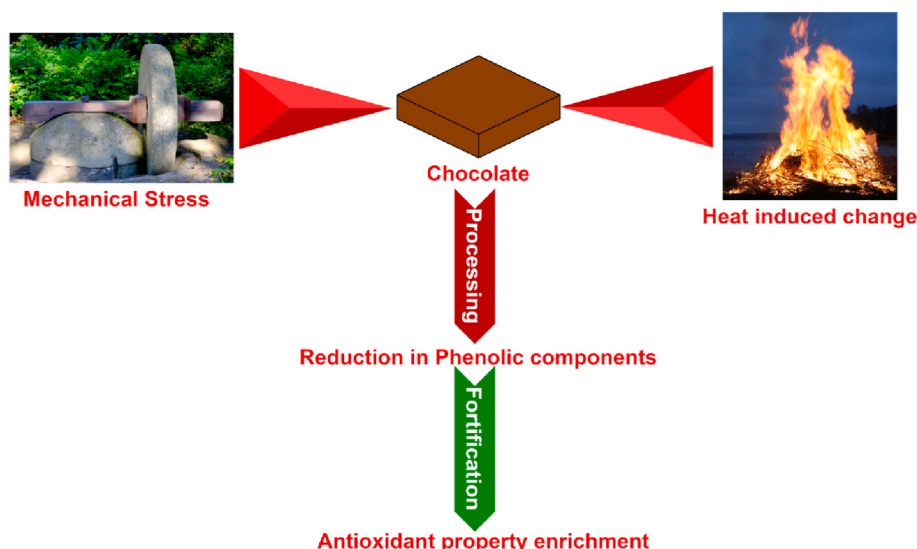 Mechanical Stress
Chocolate
Heat induced change
Processing
Reduction in Phenolic components
Fortification
Antioxidant property enrichment